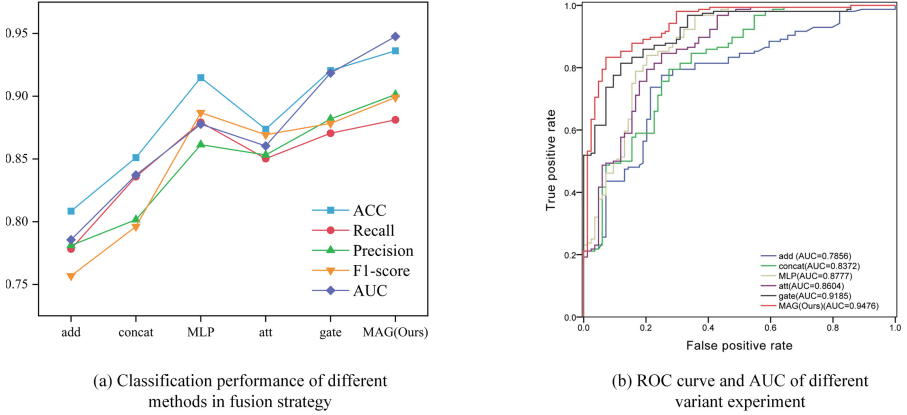 0.95
0.90
0.85
0.80
0.75
ACC
Recall
Precision
F1-score
AUC
add concat MLP att gate MAG(Ours)
(a) Classification performance of different
methods in fusion strategy
1.0
0.8
0.6
0.4
0.2
0.0
True positive rate
add (AUC=0.7856)
concat(AUC=0.8372)
MLP(AUC=0.8777)
att(AUC=0.8604)
gate(AUC=0.9185)
MAG(Ours)(AUC=0.9476)
0.0 0.2 0.4 0.6 0.8 1.0
False positive rate
(b) ROC curve and AUC of different
variant experiment